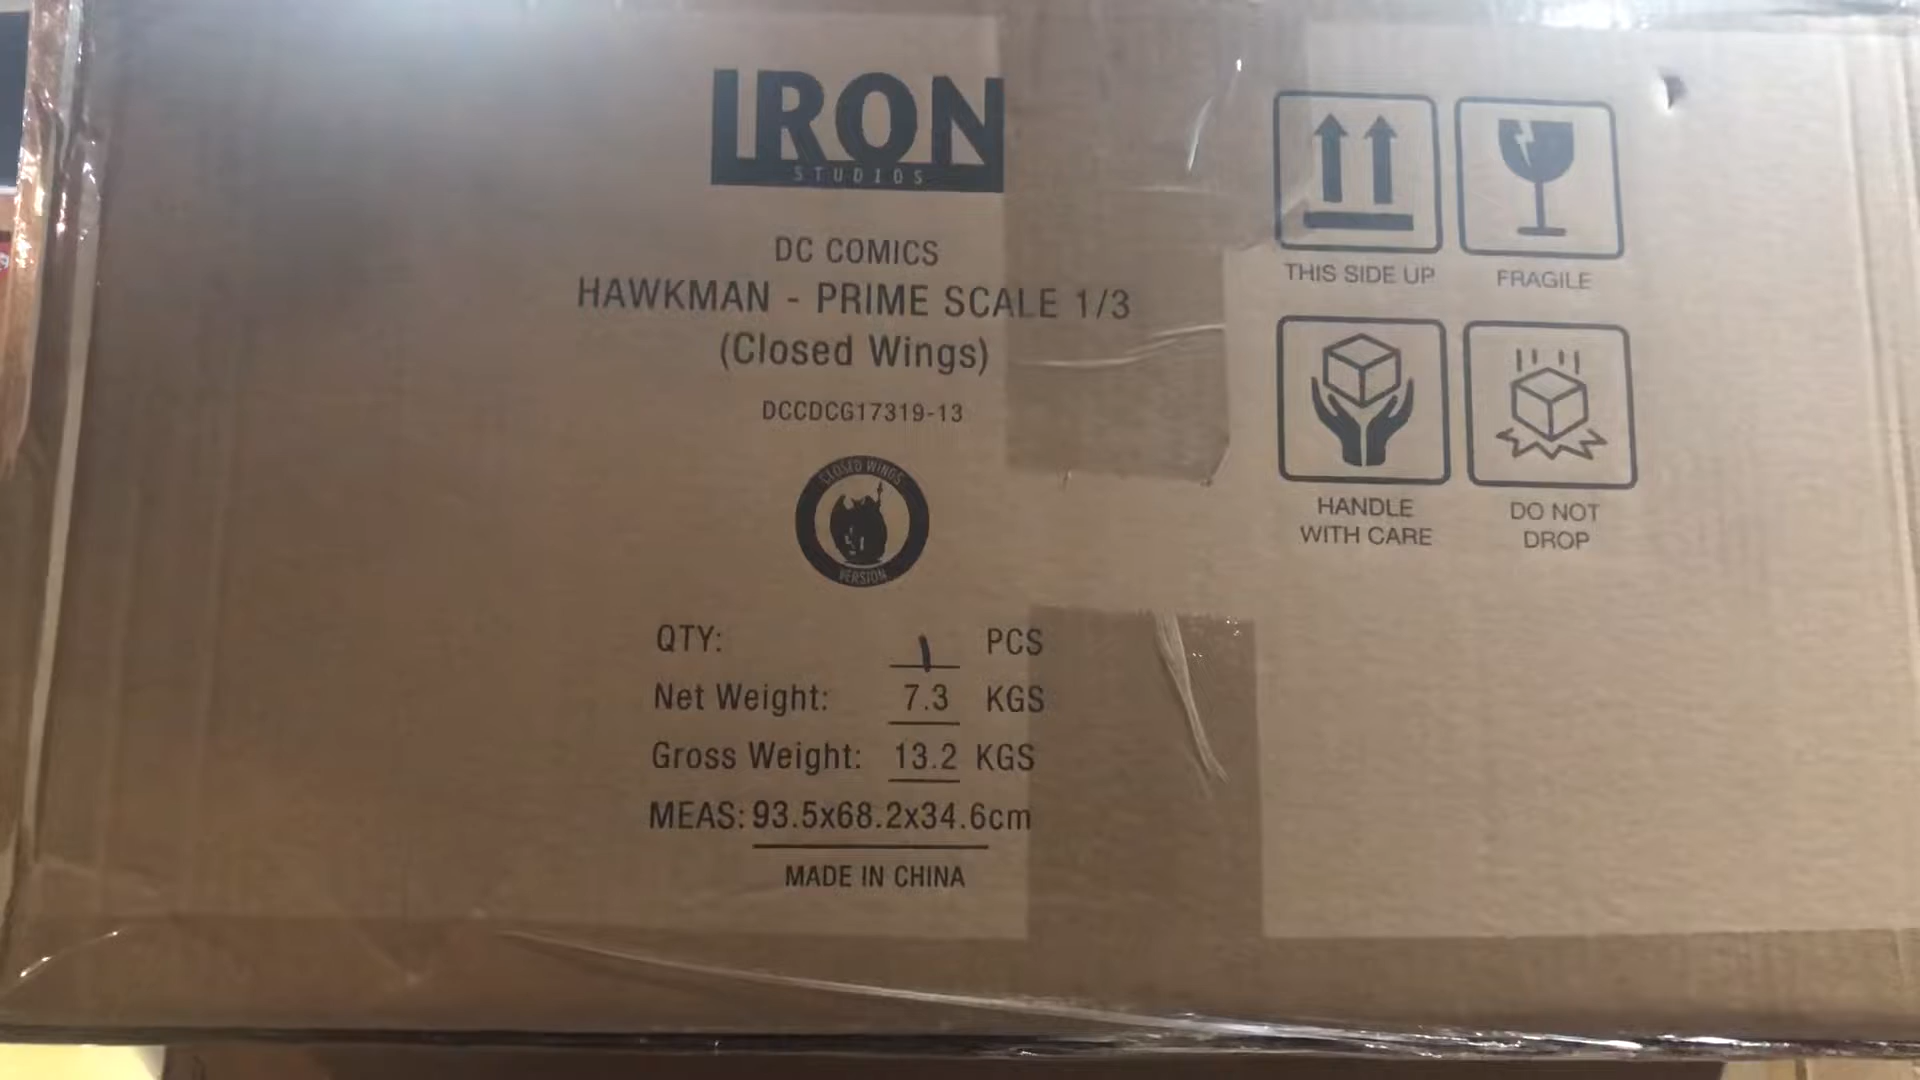 IRON
STUDIOS
DC COMICS
HAWKMAN - PRIME SCALE 1/3
(Closed Wings)
DCCDCG17319-13
CLOSED WINGS
VERSION
QTY: 1 PCS
Net Weight: 7.3 KGS
Gross Weight: 13.2 KGS
MEAS: 93.5x68.2x34.6cm
MADE IN CHINA
THIS SIDE UP
FRAGILE
HANDLE
WITH CARE
DO NOT
DROP